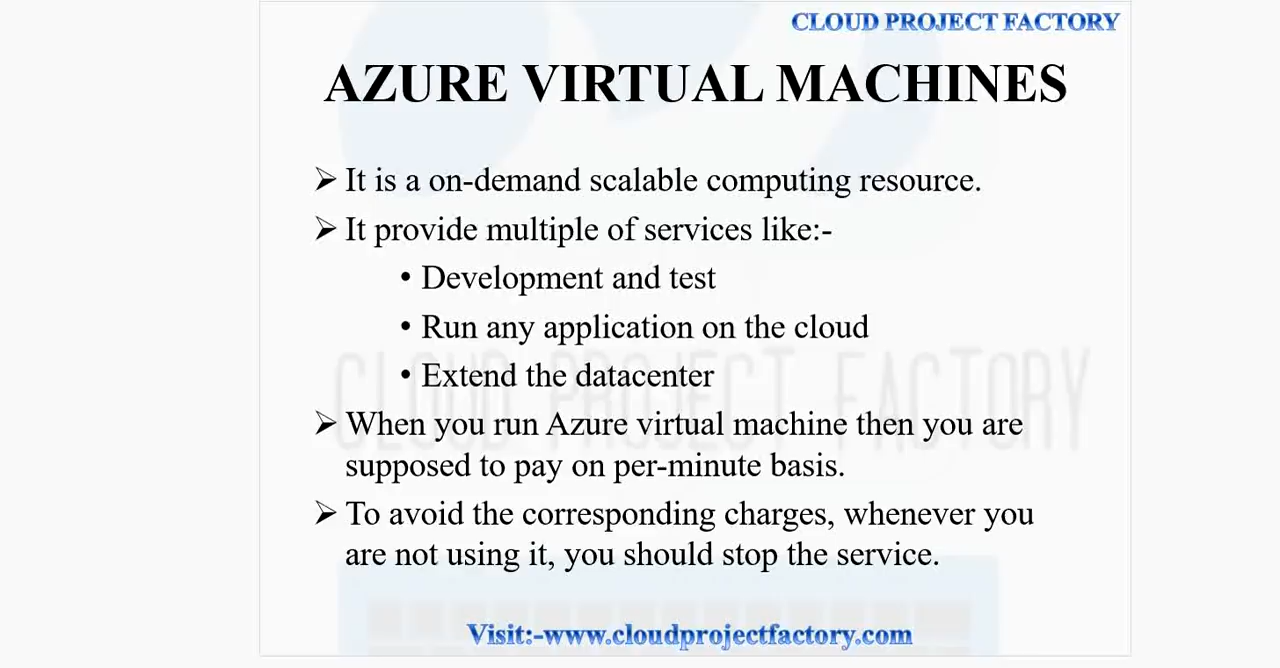 CLOUD PROJECT FACTORY
AZURE VIRTUAL MACHINES
➢ It is a on-demand scalable computing resource.
➢ It provide multiple of services like:-
• Development and test
• Run any application on the cloud
• Extend the datacenter
CLOUD PROJECT FACTORY
➢ When you run Azure virtual machine then you are
supposed to pay on per-minute basis.
➢ To avoid the corresponding charges, whenever you
are not using it, you should stop the service.
Visit:-www.cloudprojectfactory.com